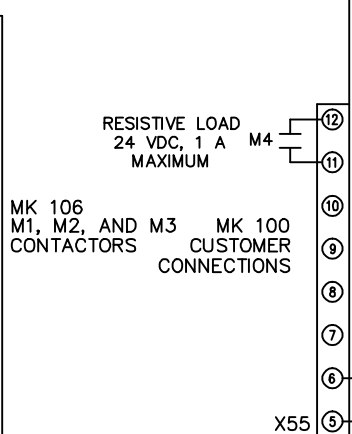 RESISTIVE LOAD
24 VDC, 1 A
MAXIMUM
M4
12
11
10
MK 106
M1, M2, AND M3
CONTACTORS
MK 100
CUSTOMER
CONNECTIONS
9
8
7
6
X55
5